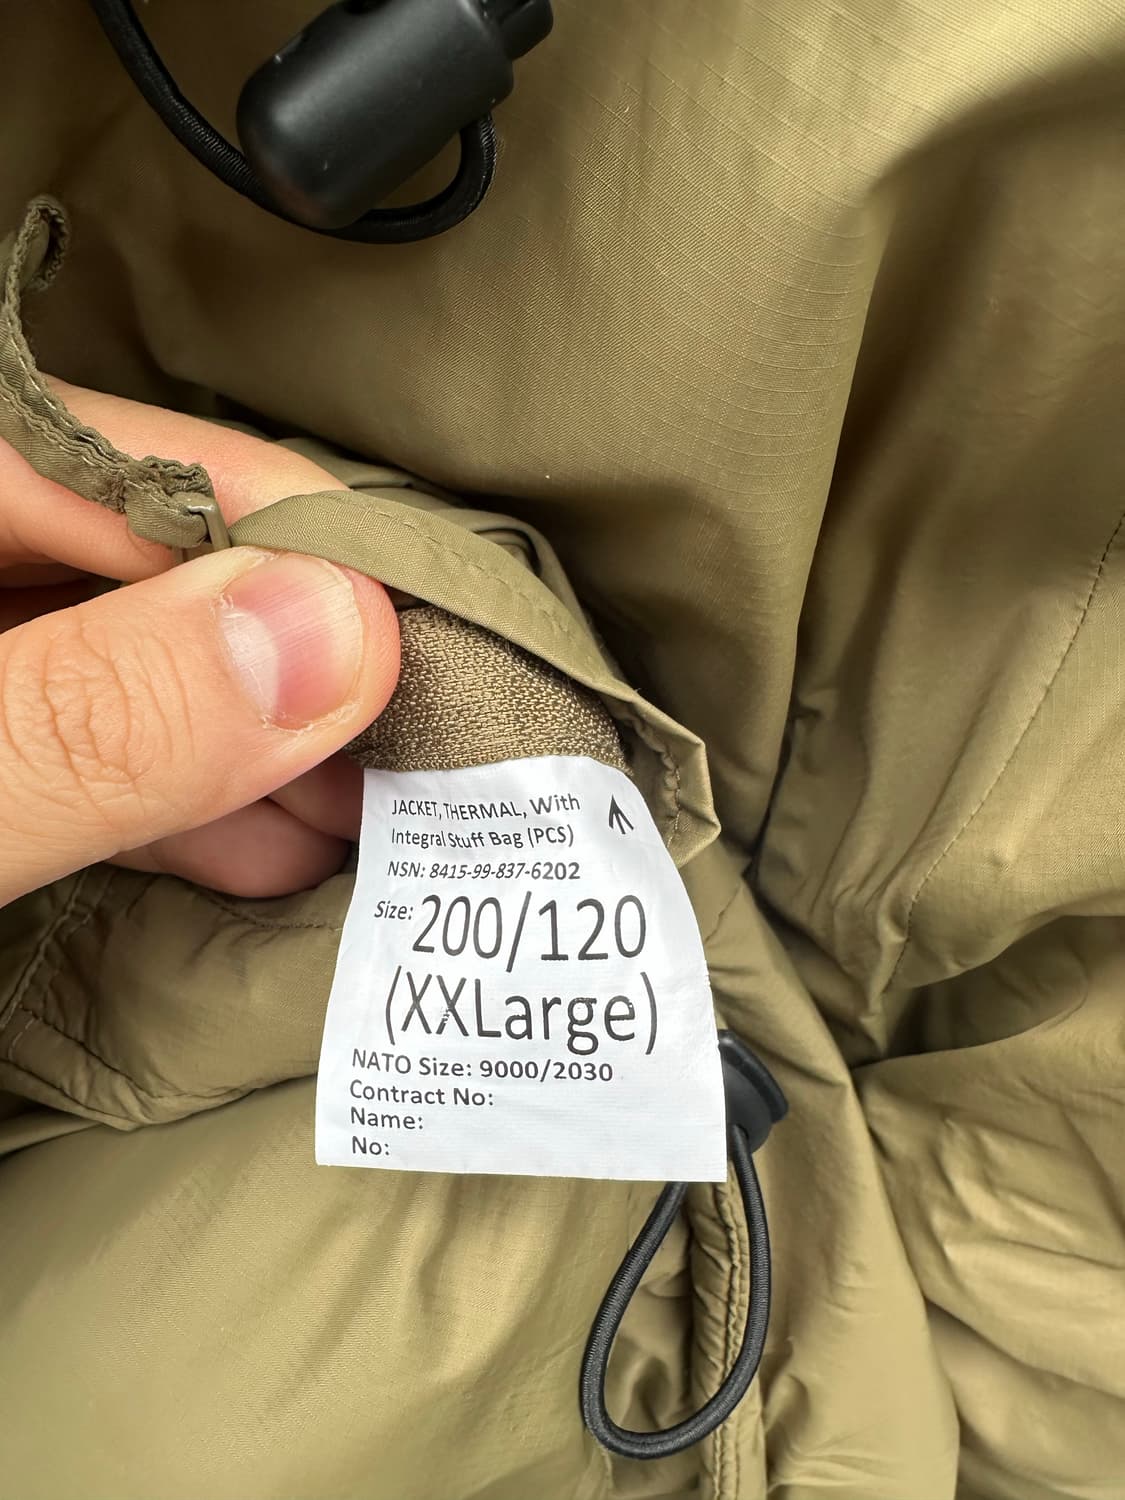 JACKET, THERMAL, With
Integral Stuff Bag (PCS)
NSN: 8415-99-837-6202
Size: 200/120
(XXLarge)
NATO Size: 9000/2030
Contract No:
Name:
No: